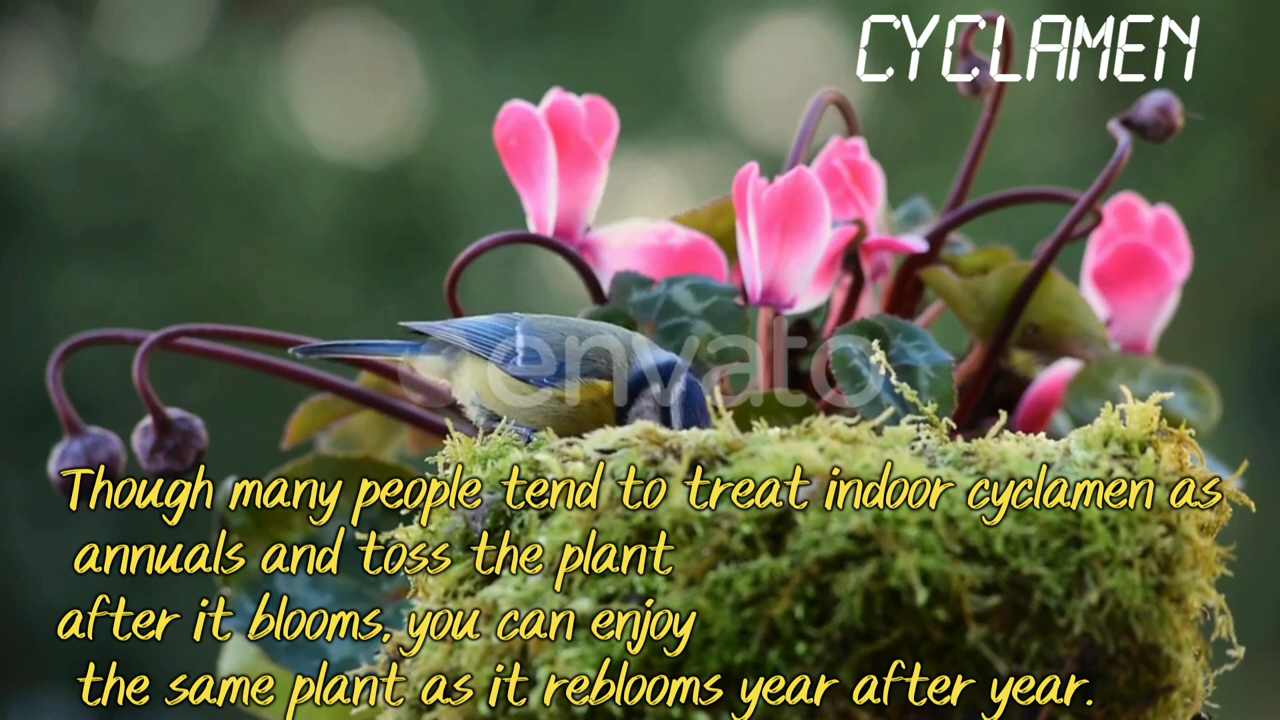 CYCLAMEN
envato
Though many people tend to treat indoor cyclamen as
annuals and toss the plant
after it blooms, you can enjoy
the same plant as it reblooms year after year.